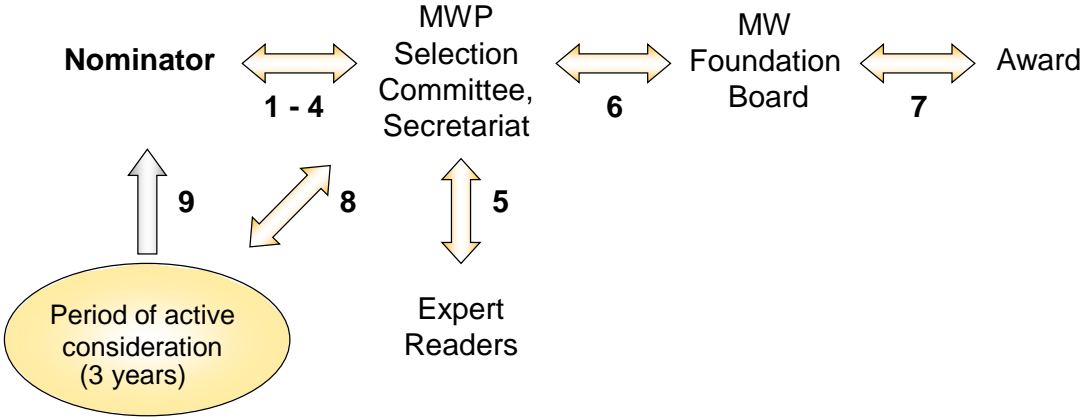 Nominator
1 - 4
MWP
Selection
Committee,
Secretariat
6
MW
Foundation
Board
7
Award
9
8
5
Period of active
consideration
(3 years)
Expert
Readers